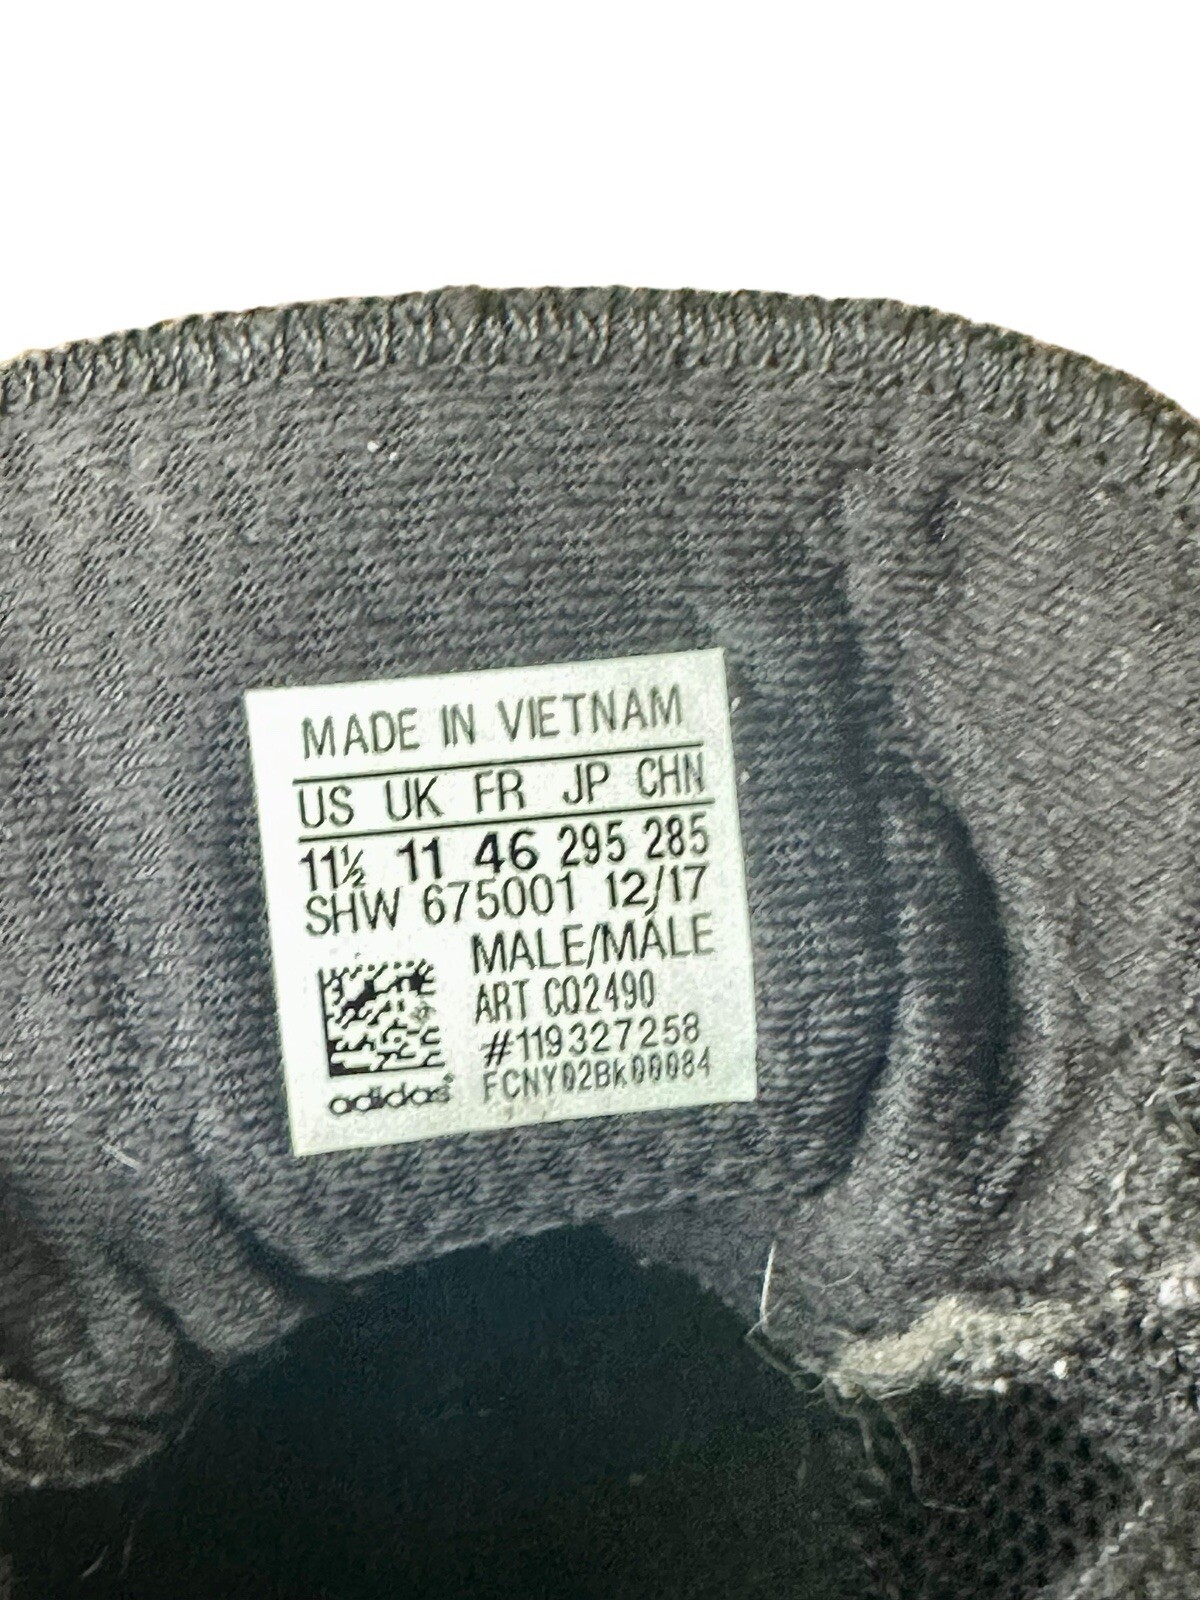 MADE IN VIETNAM
US UK FR JP CHN
11½ 11 46 295 285
SHW 675001 12/17
MALE/MÂLE
ART CQ2490
#119327258
FCNY02BK00084
adidas